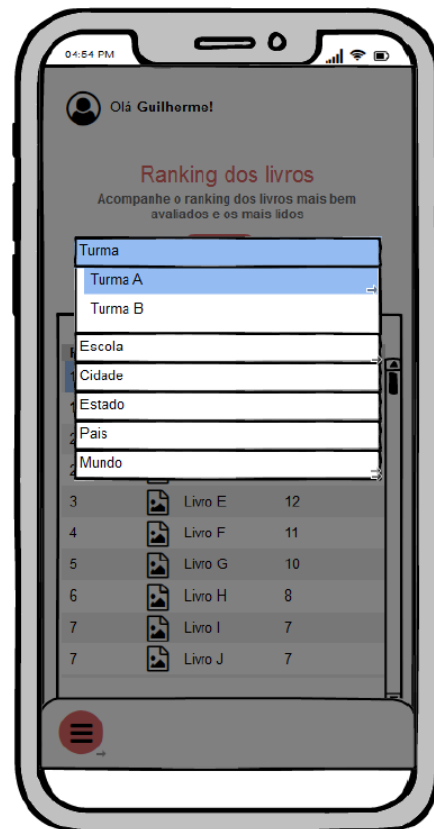 04:54 PM
Olá Guilherme!
Ranking dos livros
Acompanhe o ranking dos livros mais bem
avaliados e os mais lidos
Turma
Turma A
Turma B
Escola
Cidade
Estado
Pais
Mundo
3 Livro E 12
4 Livro F 11
5 Livro G 10
6 Livro H 8
7 Livro I 7
7 Livro J 7